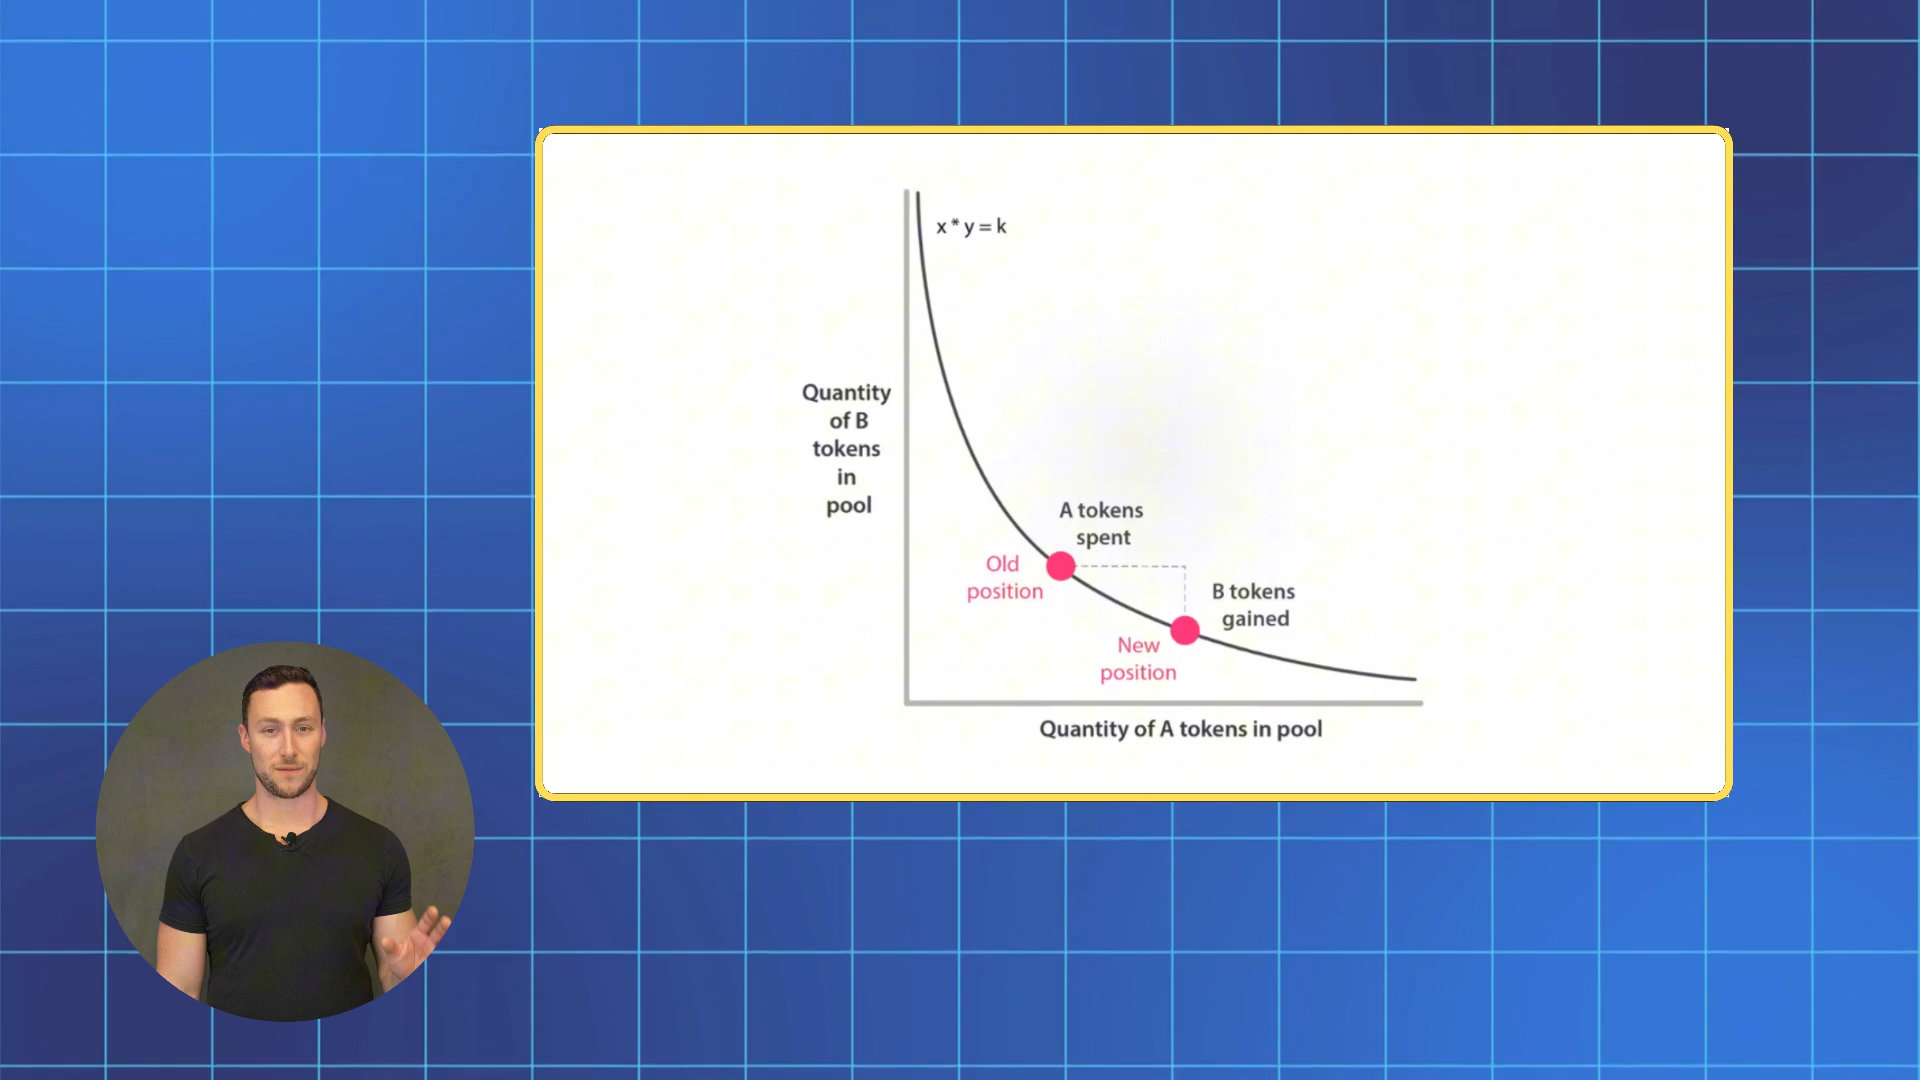 x * y = k
Quantity
of B
tokens
in
pool
A tokens
spent
Old
position
B tokens
gained
New
position
Quantity of A tokens in pool